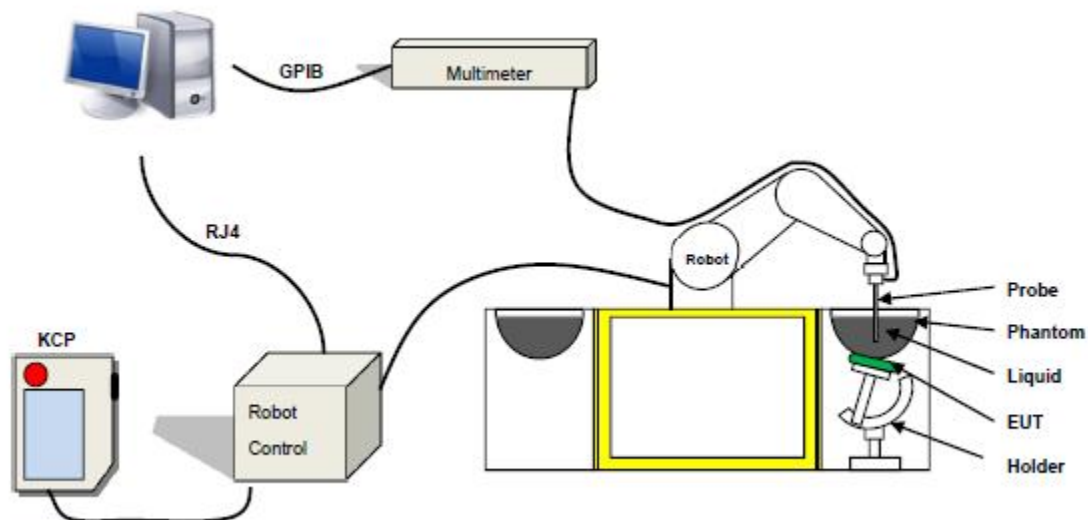 GPIB
Multimeter
RJ4
Robot
Probe
Phantom
KCP
Liquid
Robot
Control
EUT
Holder